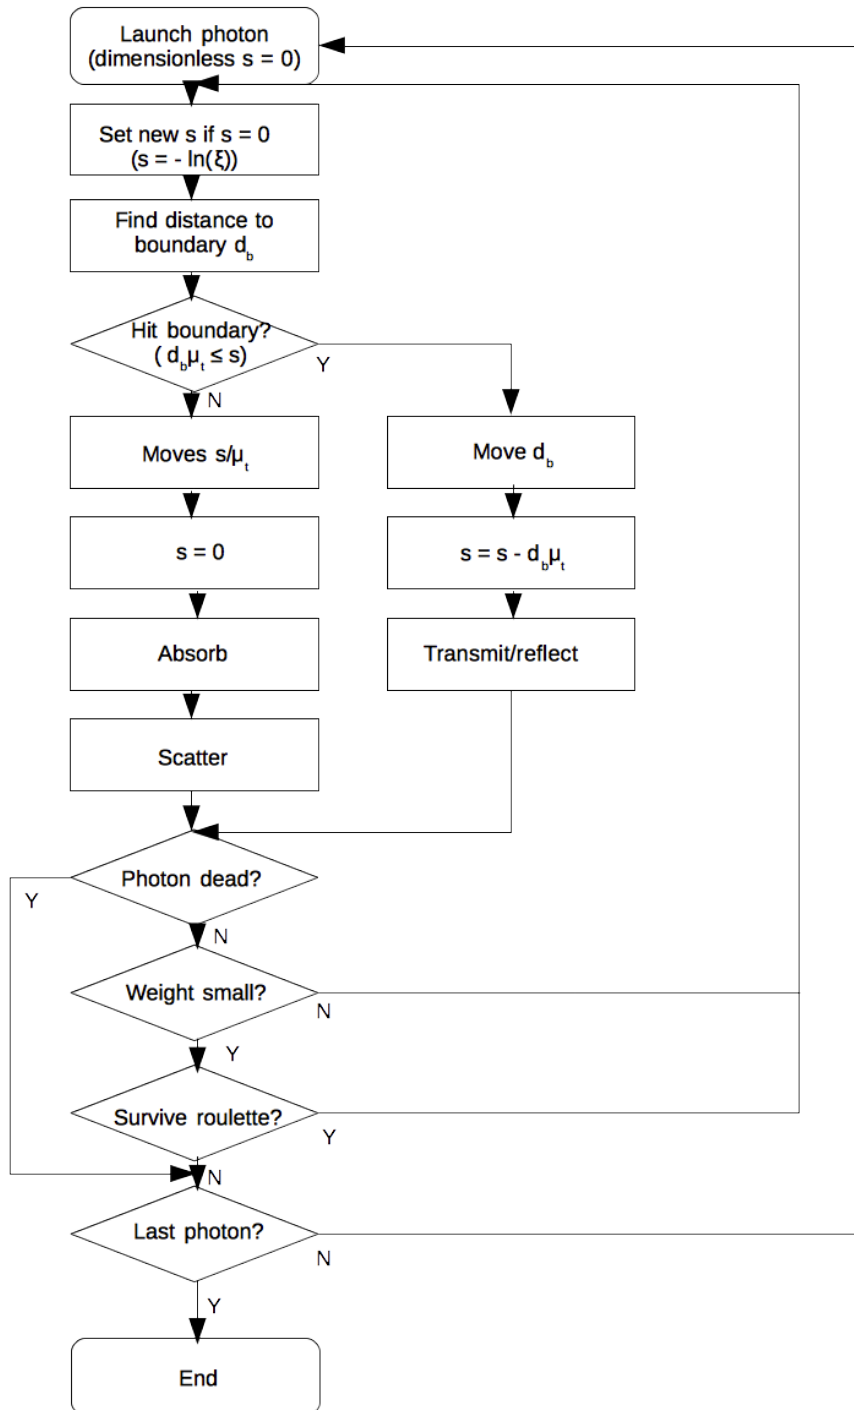 Launch photon
(dimensionless s = 0)
Set new s if s = 0
(s = - ln(ξ))
Find distance to
boundary d_b
Hit boundary?
( d_bμ_t ≤ s)
Y
N
Moves s/μ_t
Move d_b
s = 0
s = s - d_bμ_t
Absorb
Transmit/reflect
Scatter
Photon dead?
Y
N
Weight small?
N
Y
Survive roulette?
Y
N
Last photon?
N
Y
End